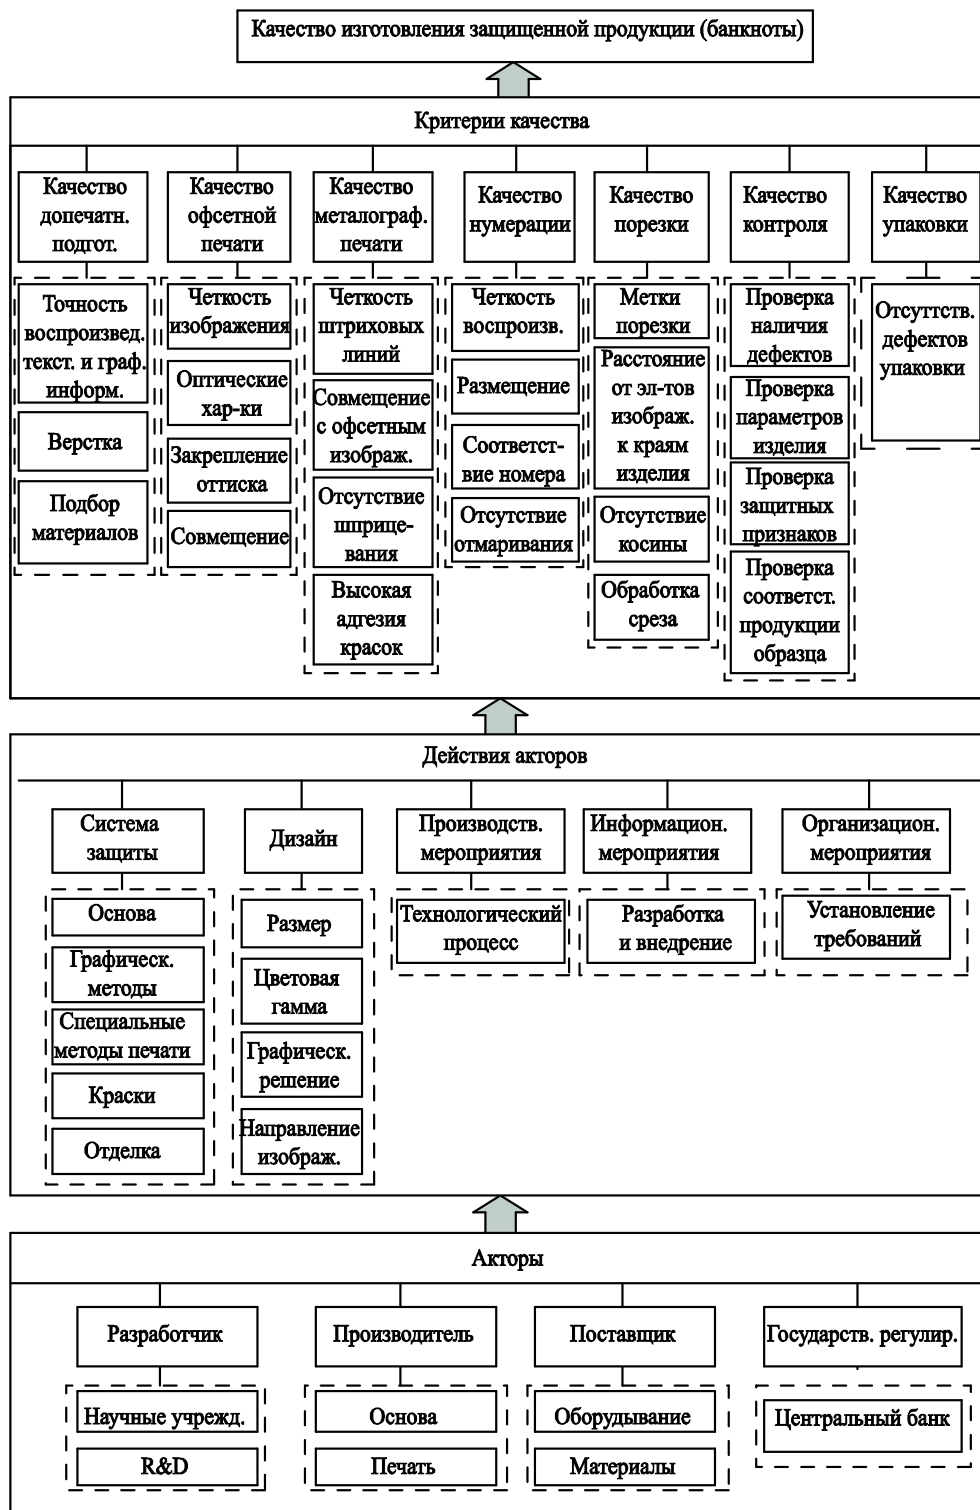 Качество изготовления защищенной продукции (банкноты)
Критерии качества
Качество
допечатн.
подгот.
Точность
воспроизвед.
текст. и граф.
информ.
Верстка
Подбор
материалов
Качество
офсетной
печати
Четкость
изображения
Оптические
хар-ки
Закрепление
оттиска
Совмещение
Качество
металограф.
печати
Четкость
штриховых
линий
Совмещение
с офсетным
изображ.
Отсутствие
шприце-
вания
Высокая
адгезия
красок
Качество
нумерации
Четкость
воспроизв.
Размещение
Соответст-
вие номера
Отсутствие
отмаривания
Качество
порезки
Метки
порезки
Расстояние
от эл-тов
изображ.
к краям
изделия
Отсутствие
косины
Обработка
среза
Качество
контроля
Проверка
наличия
дефектов
Проверка
параметров
изделия
Проверка
защитных
признаков
Проверка
соответст.
продукции
образца
Качество
упаковки
Отсуттств.
дефектов
упаковки
Действия акторов
Система
защиты
Основа
Графическ.
методы
Специальные
методы печати
Краски
Отделка
Дизайн
Размер
Цветовая
гамма
Графическ.
решение
Направление
изображ.
Производств.
мероприятия
Технологический
процесс
Информацион.
мероприятия
Разработка
и внедрение
Организацион.
мероприятия
Установление
требований
Акторы
Разработчик
Научные учрежд.
R&D
Производитель
Основа
Печать
Поставщик
Оборудывание
Материалы
Государств. регулир.
Центральный банк